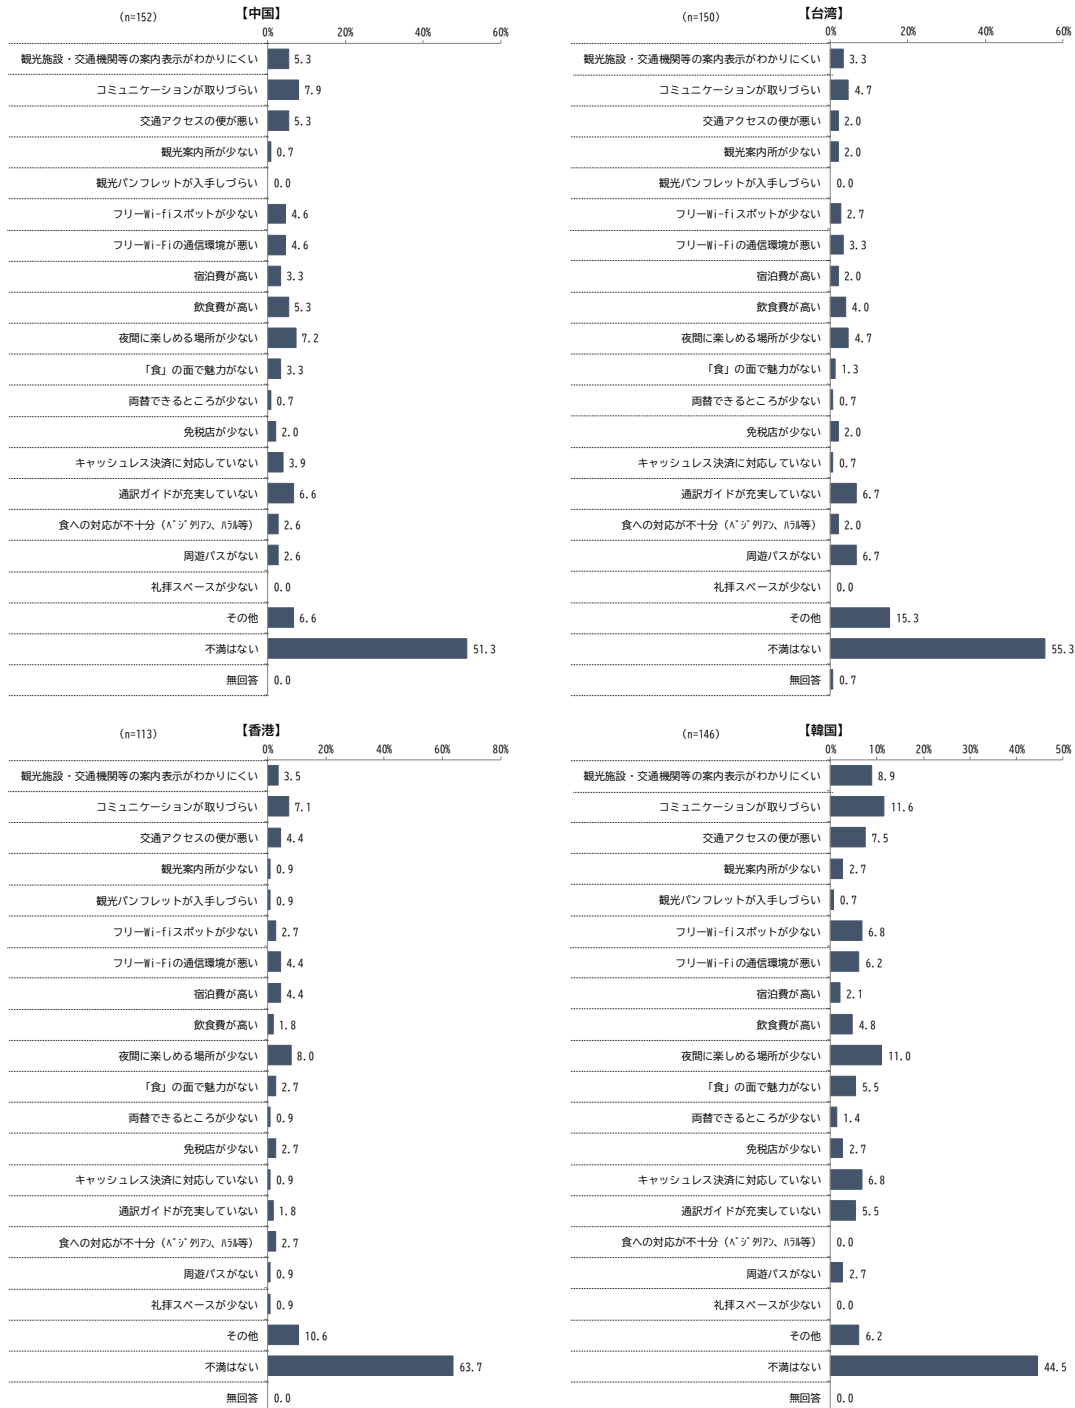 (n=152)
【中国】
0% 20% 40% 60%
観光施設・交通機関等の案内表示がわかりにくい 5.3
コミュニケーションが取りづらい 7.9
交通アクセスの便が悪い 5.3
観光案内所が少ない 0.7
観光パンフレットが入手しづらい 0.0
フリーWi-fiスポットが少ない 4.6
フリーWi-Fiの通信環境が悪い 4.6
宿泊費が高い 3.3
飲食費が高い 5.3
夜間に楽しめる場所が少ない 7.2
「食」の面で魅力がない 3.3
両替できるところが少ない 0.7
免税店が少ない 2.0
キャッシュレス決済に対応していない 3.9
通訳ガイドが充実していない 6.6
食への対応が不十分（ﾍﾞｼﾞﾀﾘｱﾝ、ﾊﾗﾙ等） 2.6
周遊パスがない 2.6
礼拝スペースが少ない 0.0
その他 6.6
不満はない 51.3
無回答 0.0
(n=150)
【台湾】
0% 20% 40% 60%
観光施設・交通機関等の案内表示がわかりにくい 3.3
コミュニケーションが取りづらい 4.7
交通アクセスの便が悪い 2.0
観光案内所が少ない 2.0
観光パンフレットが入手しづらい 0.0
フリーWi-fiスポットが少ない 2.7
フリーWi-Fiの通信環境が悪い 3.3
宿泊費が高い 2.0
飲食費が高い 4.0
夜間に楽しめる場所が少ない 4.7
「食」の面で魅力がない 1.3
両替できるところが少ない 0.7
免税店が少ない 2.0
キャッシュレス決済に対応していない 0.7
通訳ガイドが充実していない 6.7
食への対応が不十分（ﾍﾞｼﾞﾀﾘｱﾝ、ﾊﾗﾙ等） 2.0
周遊パスがない 6.7
礼拝スペースが少ない 0.0
その他 15.3
不満はない 55.3
無回答 0.7
(n=113)
【香港】
0% 20% 40% 60% 80%
観光施設・交通機関等の案内表示がわかりにくい 3.5
コミュニケーションが取りづらい 7.1
交通アクセスの便が悪い 4.4
観光案内所が少ない 0.9
観光パンフレットが入手しづらい 0.9
フリーWi-fiスポットが少ない 2.7
フリーWi-Fiの通信環境が悪い 4.4
宿泊費が高い 4.4
飲食費が高い 1.8
夜間に楽しめる場所が少ない 8.0
「食」の面で魅力がない 2.7
両替できるところが少ない 0.9
免税店が少ない 2.7
キャッシュレス決済に対応していない 0.9
通訳ガイドが充実していない 1.8
食への対応が不十分（ﾍﾞｼﾞﾀﾘｱﾝ、ﾊﾗﾙ等） 2.7
周遊パスがない 0.9
礼拝スペースが少ない 0.9
その他 10.6
不満はない 63.7
無回答 0.0
(n=146)
【韓国】
0% 10% 20% 30% 40% 50%
観光施設・交通機関等の案内表示がわかりにくい 8.9
コミュニケーションが取りづらい 11.6
交通アクセスの便が悪い 7.5
観光案内所が少ない 2.7
観光パンフレットが入手しづらい 0.7
フリーWi-fiスポットが少ない 6.8
フリーWi-Fiの通信環境が悪い 6.2
宿泊費が高い 2.1
飲食費が高い 4.8
夜間に楽しめる場所が少ない 11.0
「食」の面で魅力がない 5.5
両替できるところが少ない 1.4
免税店が少ない 2.7
キャッシュレス決済に対応していない 6.8
通訳ガイドが充実していない 5.5
食への対応が不十分（ﾍﾞｼﾞﾀﾘｱﾝ、ﾊﾗﾙ等） 0.0
周遊パスがない 2.7
礼拝スペースが少ない 0.0
その他 6.2
不満はない 44.5
無回答 0.0